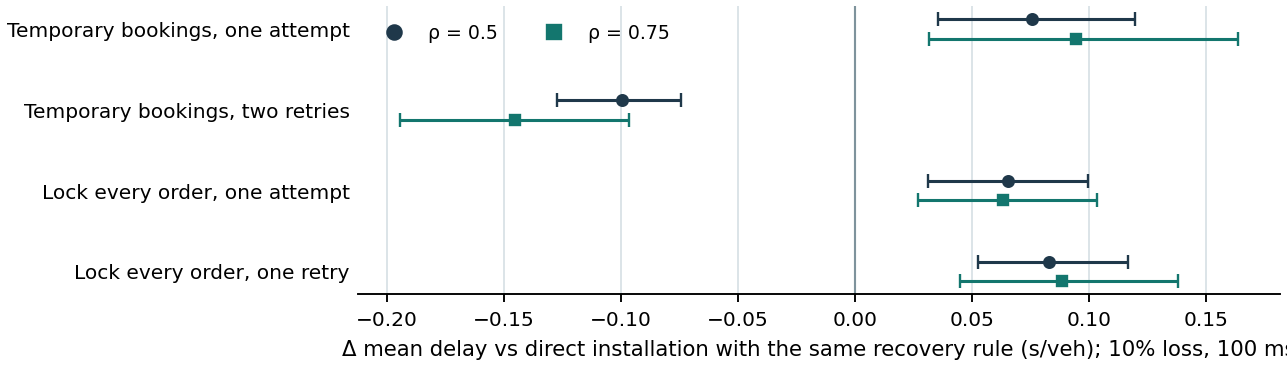 Temporary bookings, one attempt
ρ = 0.5
ρ = 0.75
Temporary bookings, two retries
Lock every order, one attempt
Lock every order, one retry
−0.20 −0.15 −0.10 −0.05 0.00 0.05 0.10 0.15
Δ mean delay vs direct installation with the same recovery rule (s/veh); 10% loss, 100 ms